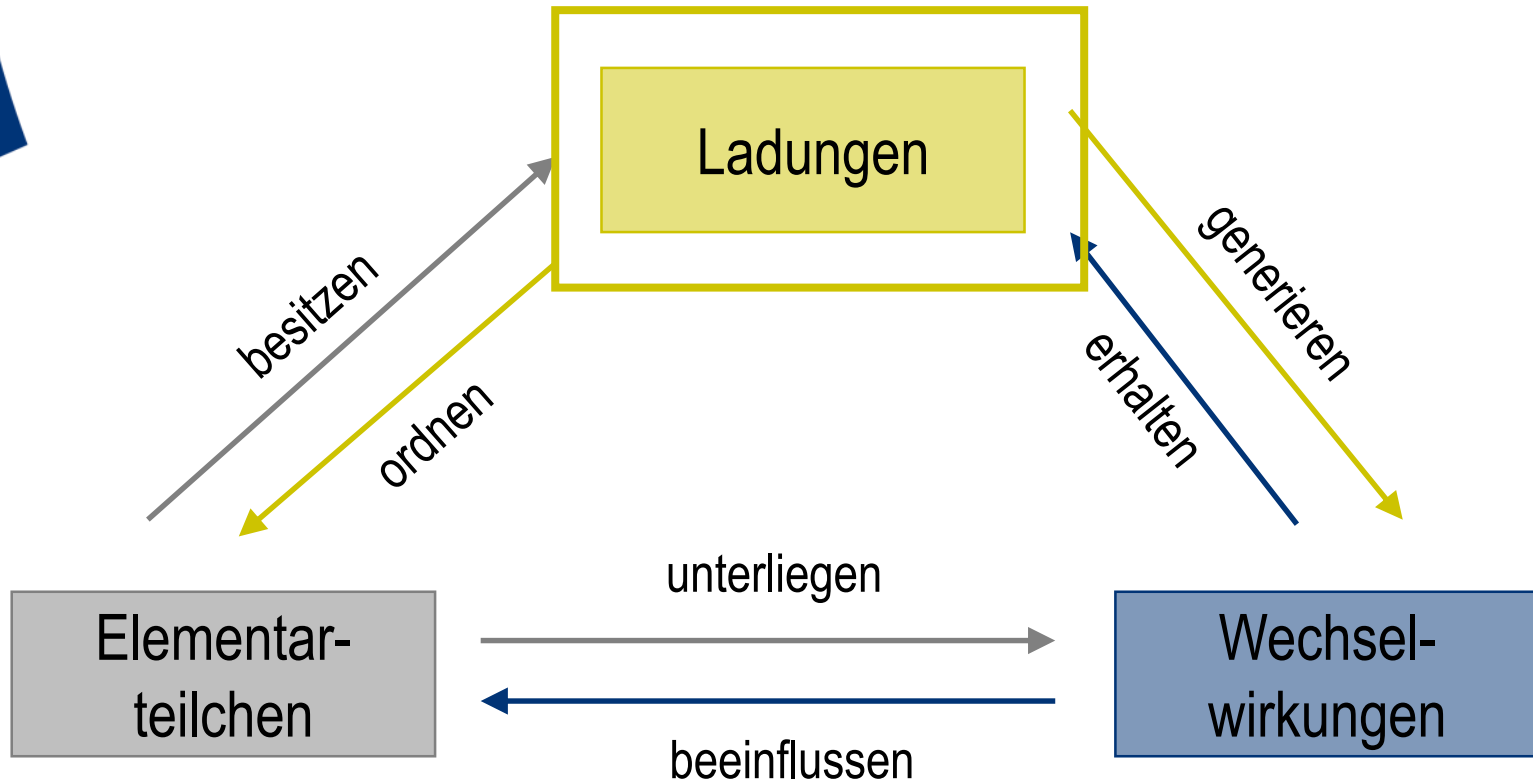 Ladungen
besitzen
ordnen
generieren
erhalten
unterliegen
Elementar-
teilchen
Wechsel-
wirkungen
beeinflussen